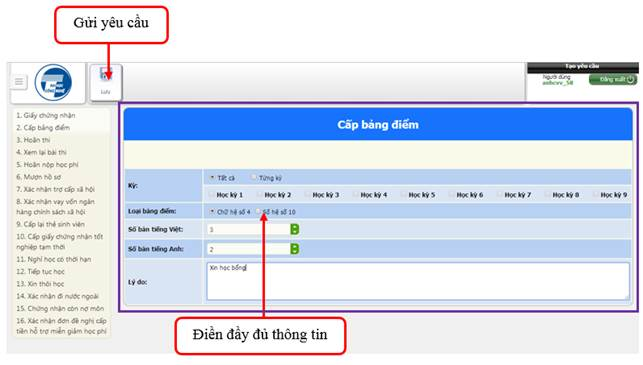 Gửi yêu cầu
Tạo yêu cầu
Người dùng:
Đăng xuất
Lưu
1. Giấy chứng nhận
2. Cấp bảng điểm
3. Hoãn thi
4. Xem lại bài thi
5. Hoãn nộp học phí
6. Mượn hồ sơ
7. Xác nhận trợ cấp xã hội
8. Xác nhận vay vốn ngân
hàng chính sách xã hội
9. Cấp lại thẻ sinh viên
10. Cấp giấy chứng nhận tốt
nghiệp tạm thời
11. Nghỉ học có thời hạn
12. Tiếp tục học
13. Xin thôi học
14. Xác nhận đi nước ngoài
15. Chứng nhận còn nợ môn
16. Xác nhận đơn đề nghị cấp
tiền hỗ trợ miễn giảm học phí
Cấp bảng điểm
Kỳ:
Tất cả Từng kỳ
Học kỳ 1 Học kỳ 2 Học kỳ 3 Học kỳ 4 Học kỳ 5 Học kỳ 6 Học kỳ 7 Học kỳ 8 Học kỳ 9
Loại bảng điểm: Chữ hệ số 4 Số hệ số 10
Số bản tiếng Việt: 3
Số bản tiếng Anh: 2
Lý do: Xin học bổng
Điền đầy đủ thông tin